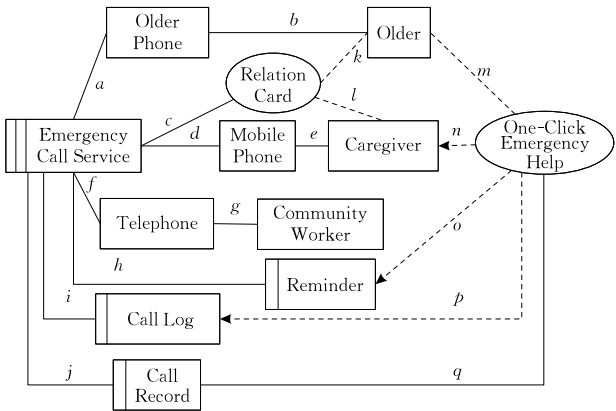 Older
Phone
b
Older
a
k
m
Relation
Card
c
l
Emergency
Call Service
d
Mobile
Phone
e
Caregiver
n
One-Click
Emergency
Help
f
Telephone
g
Community
Worker
o
h
Reminder
i
Call Log
p
j
Call
Record
q